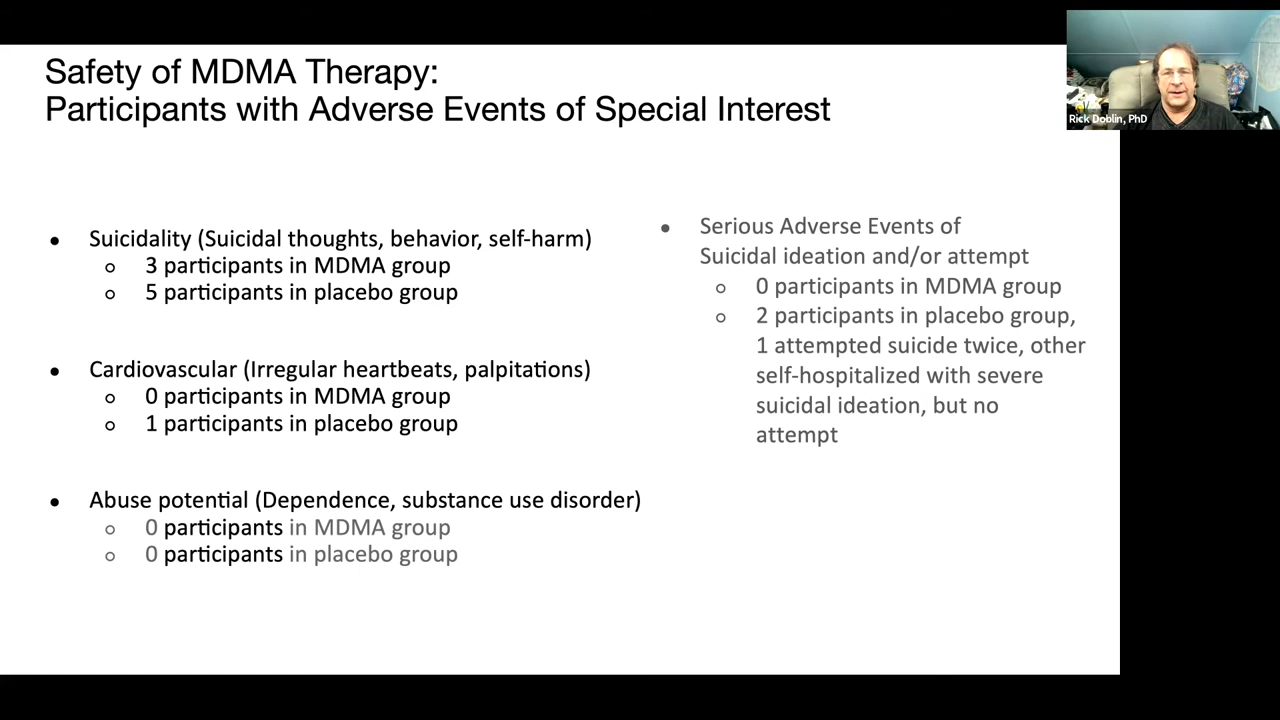 Safety of MDMA Therapy:
Participants with Adverse Events of Special Interest
Rick Doblin, PhD
• Suicidality (Suicidal thoughts, behavior, self-harm)
o 3 participants in MDMA group
o 5 participants in placebo group
• Cardiovascular (Irregular heartbeats, palpitations)
o 0 participants in MDMA group
o 1 participants in placebo group
• Abuse potential (Dependence, substance use disorder)
o 0 participants in MDMA group
o 0 participants in placebo group
• Serious Adverse Events of
Suicidal ideation and/or attempt
o 0 participants in MDMA group
o 2 participants in placebo group,
1 attempted suicide twice, other
self-hospitalized with severe
suicidal ideation, but no
attempt